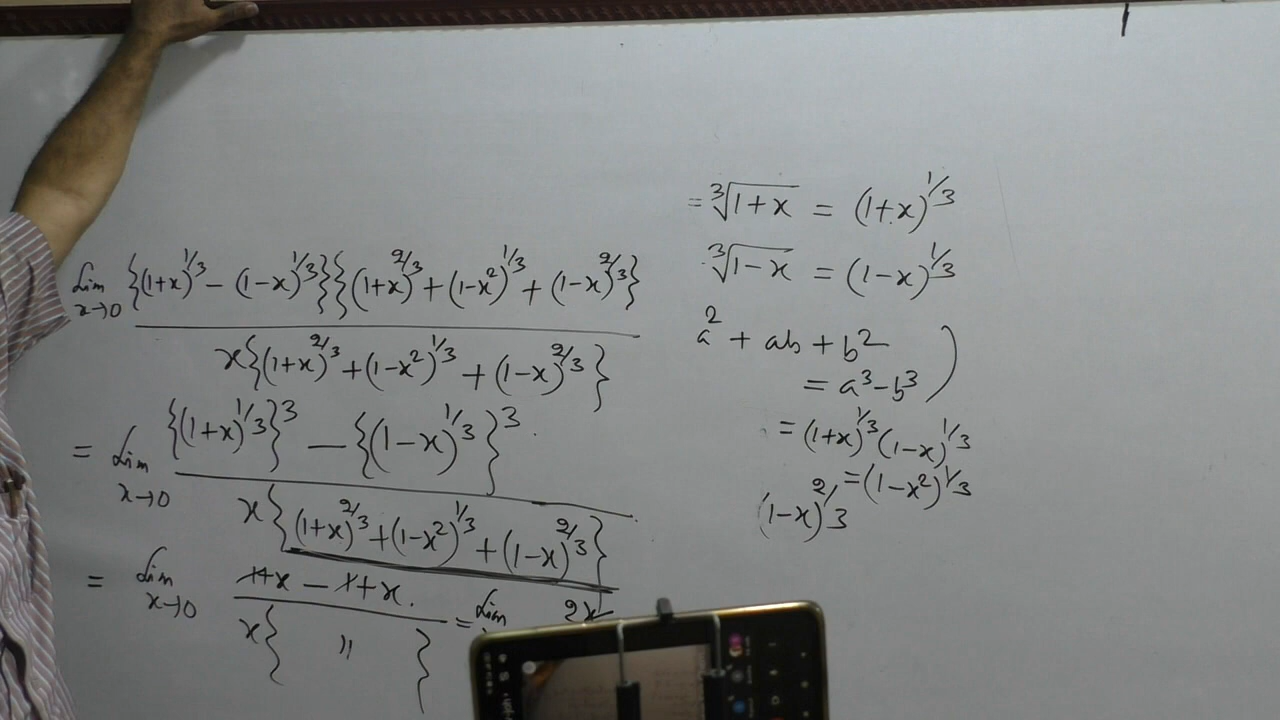 lim x→0 {(1+x)^1/3 − (1−x)^1/3}{(1+x)^2/3 + (1−x²)^1/3 + (1−x)^2/3}
x{(1+x)^2/3 + (1−x²)^1/3 + (1−x)^2/3}
= lim x→0 {(1+x)^1/3}³ − {(1−x)^1/3}³
x{(1+x)^2/3 + (1−x²)^1/3 + (1−x)^2/3}
= lim x→0 1+x − 1+x
x{ " }
= lim 2x
= ³√1+x = (1+x)^1/3
³√1−x = (1−x)^1/3
a² + ab + b²
= a³−b³ )
= (1+x)^1/3 (1−x)^1/3
= (1−x²)^1/3
(1−x)^2/3